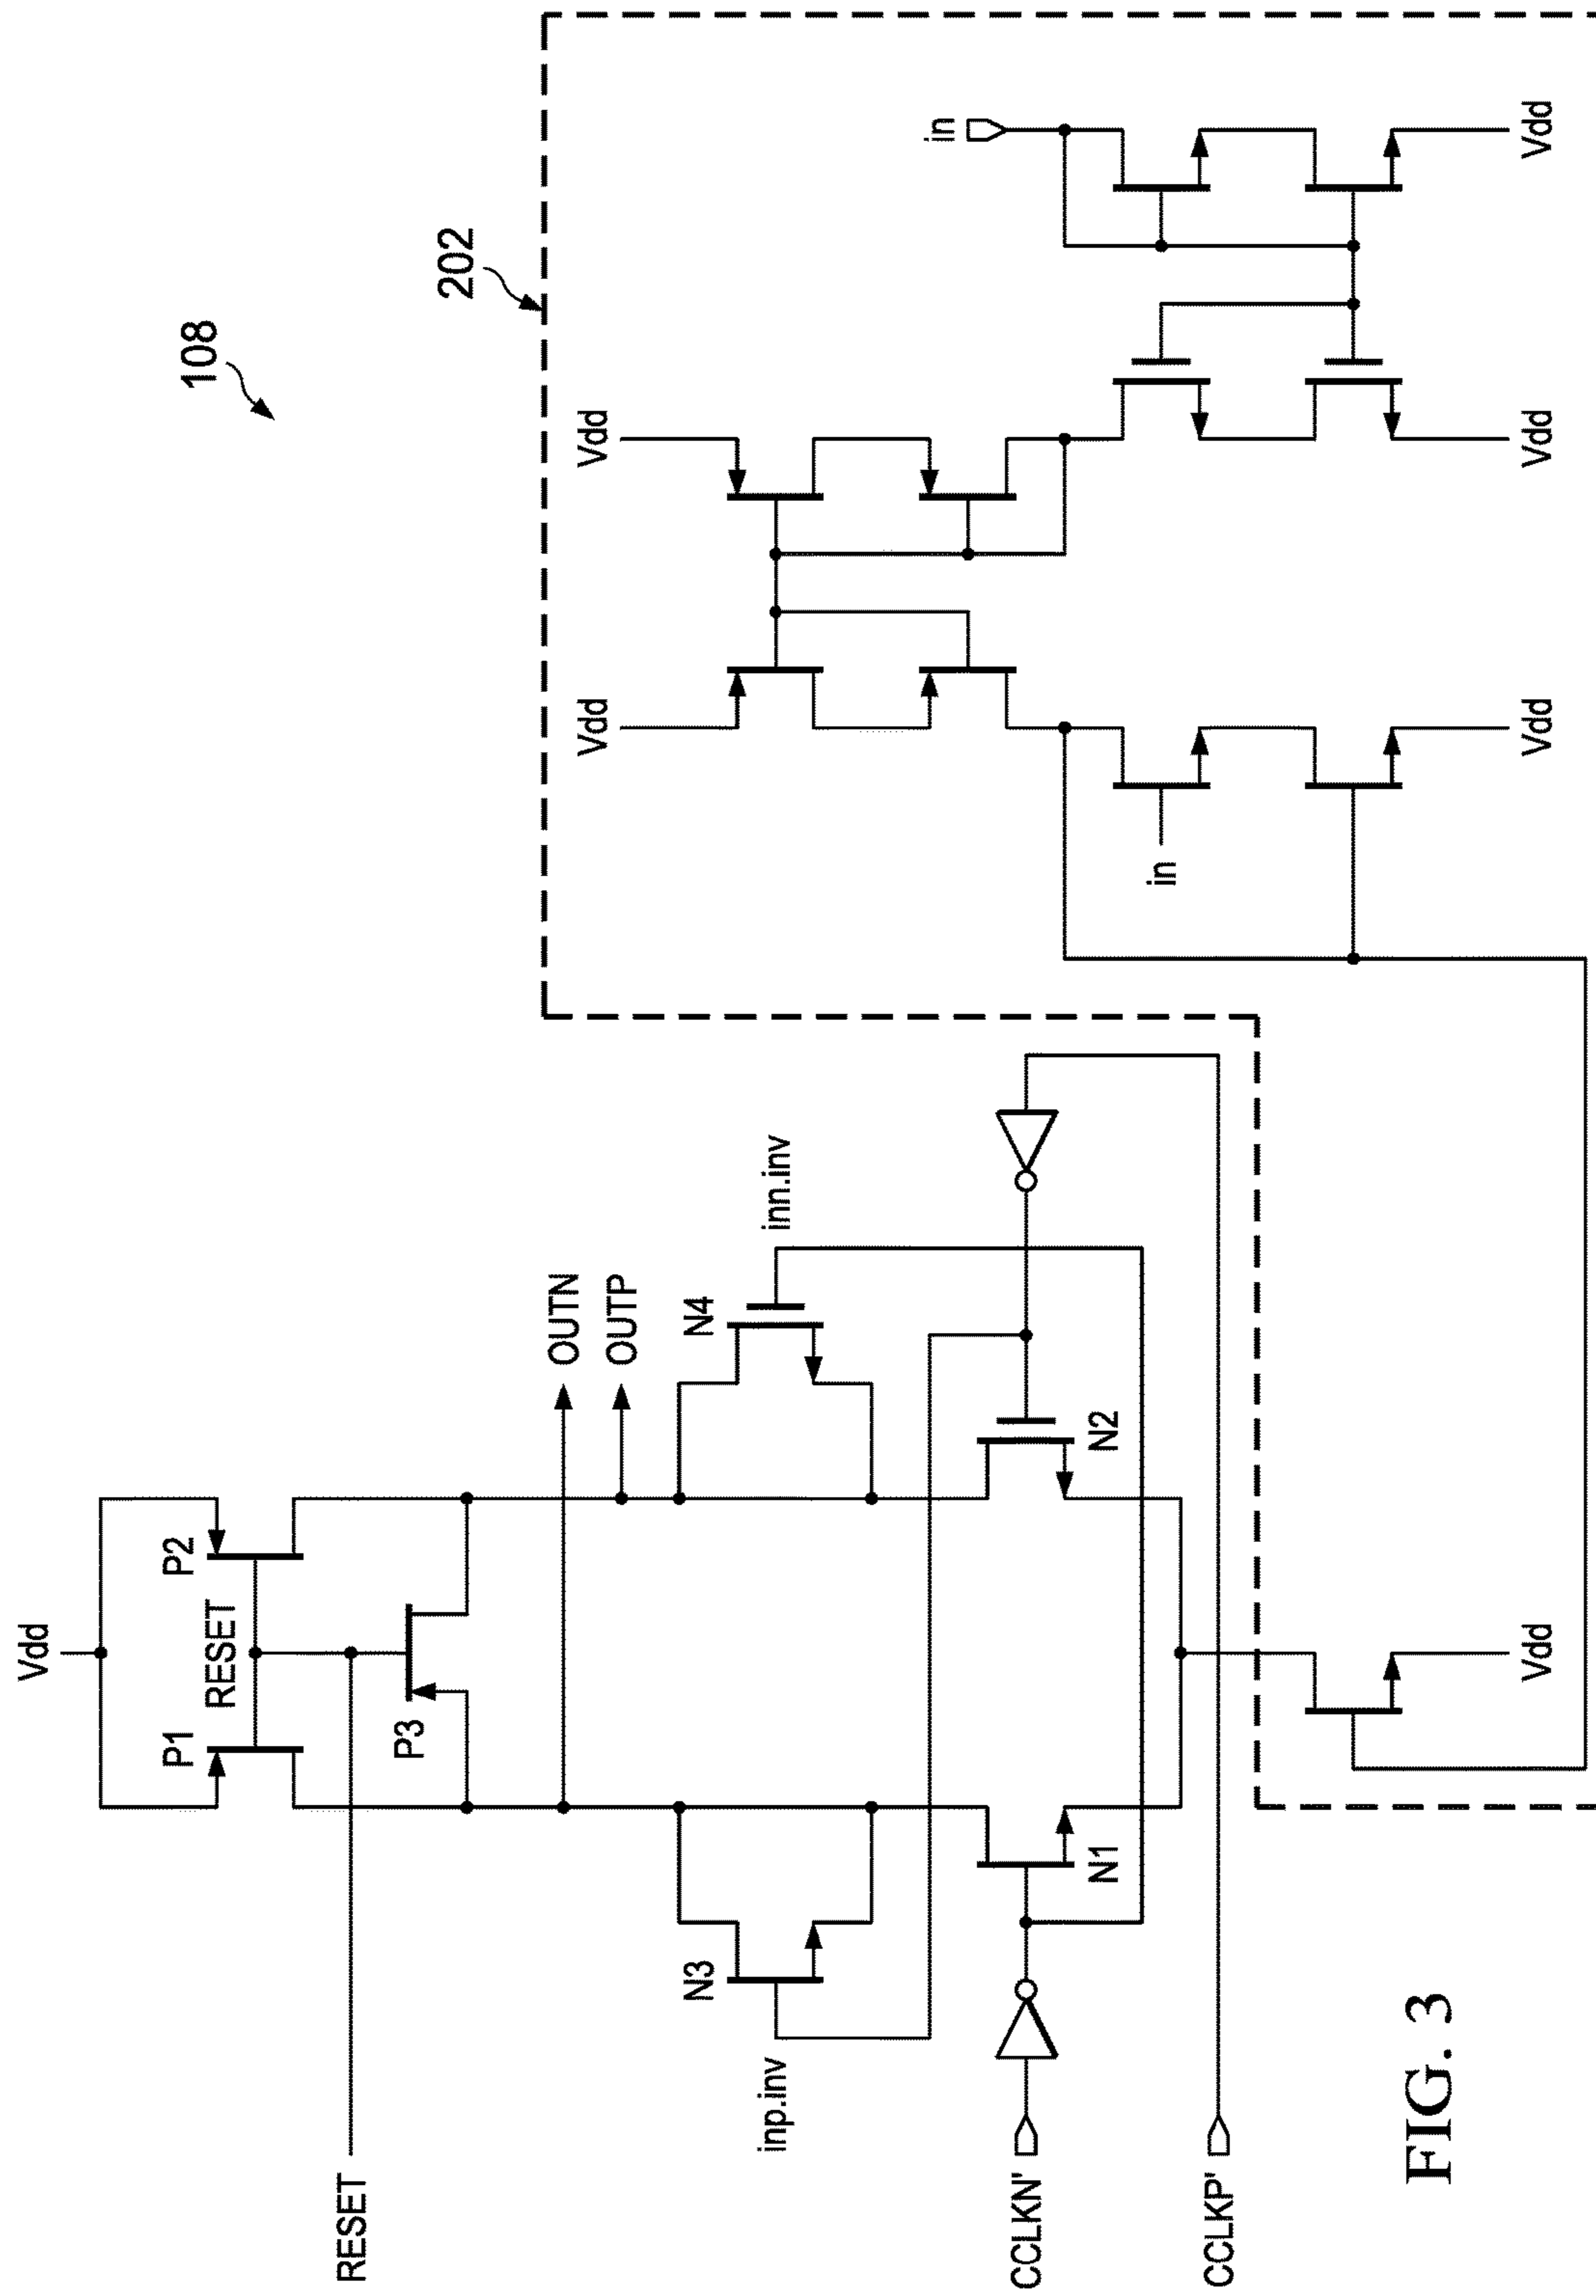 108
202
Vdd
P1
P2
RESET
RESET
P3
OUTN
OUTP
N3
N4
inp.inv
inn.inv
CCLKN'
N1
N2
CCLKP'
Vdd
Vdd
Vdd
in
in
Vdd
Vdd
Vdd
Vdd
FIG. 3